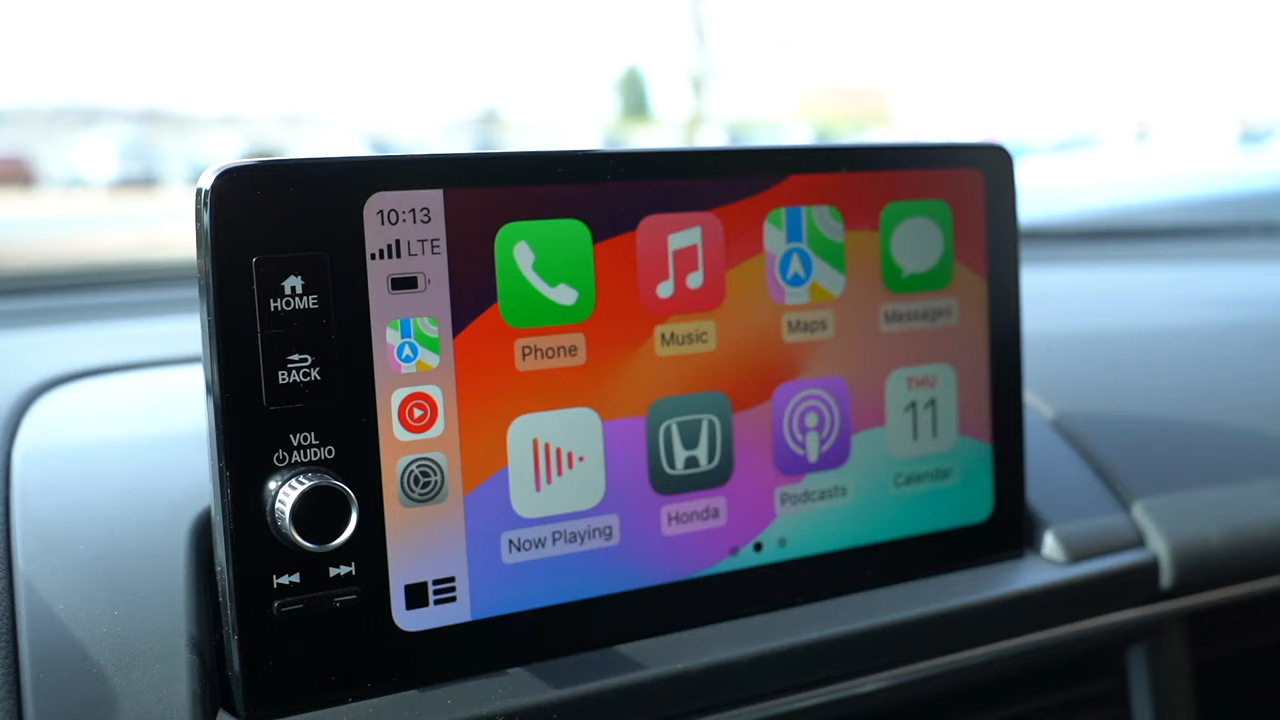 HOME
BACK
VOL
AUDIO
10:13
LTE
Phone
Music
Maps
Messages
Now Playing
Honda
Podcasts
THU
11
Calendar